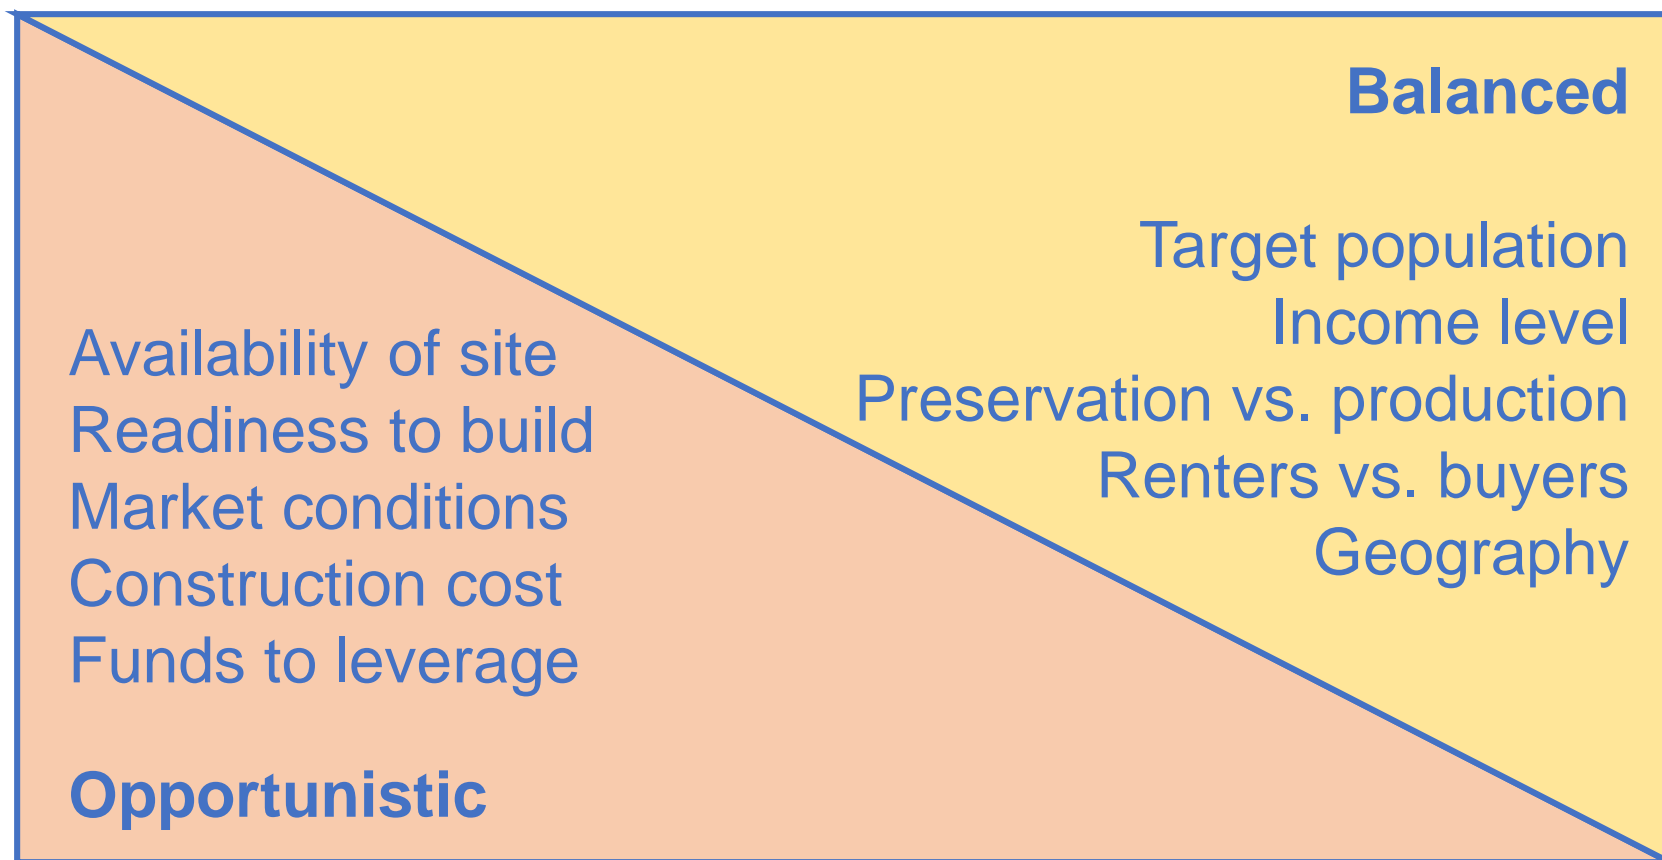 Balanced
Target population
Income level
Preservation vs. production
Renters vs. buyers
Geography
Availability of site
Readiness to build
Market conditions
Construction cost
Funds to leverage
Opportunistic